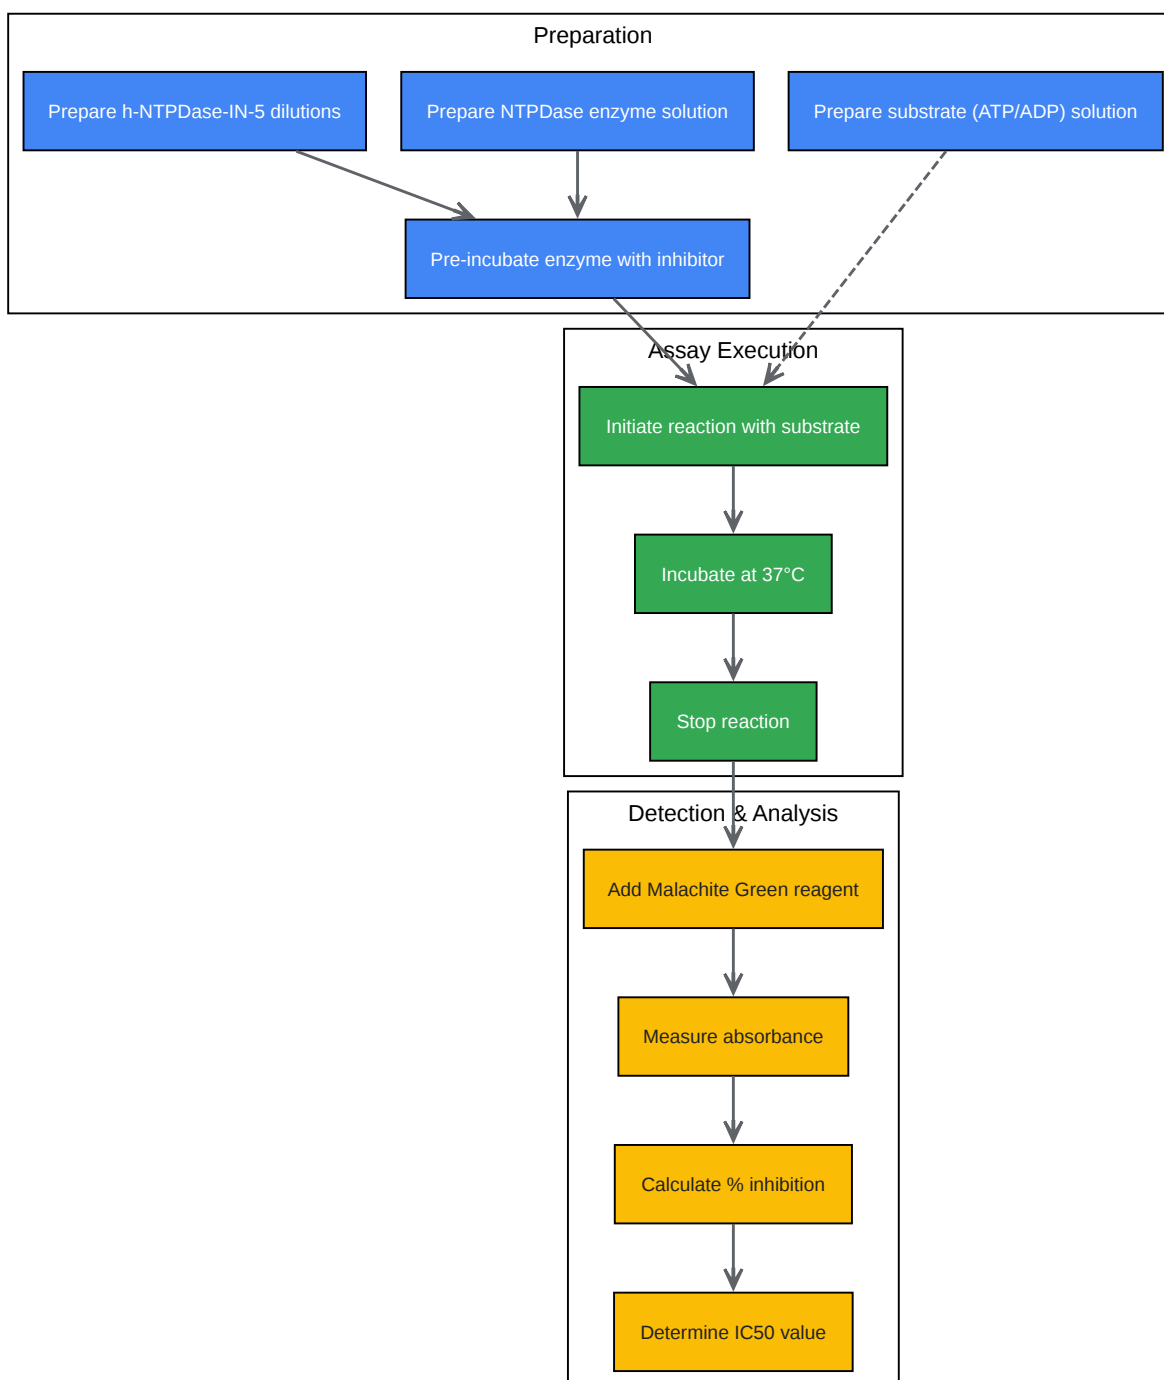 Preparation
Prepare h-NTPDase-IN-5 dilutions
Prepare NTPDase enzyme solution
Prepare substrate (ATP/ADP) solution
Pre-incubate enzyme with inhibitor
Assay Execution
Initiate reaction with substrate
Incubate at 37°C
Stop reaction
Detection & Analysis
Add Malachite Green reagent
Measure absorbance
Calculate % inhibition
Determine IC50 value